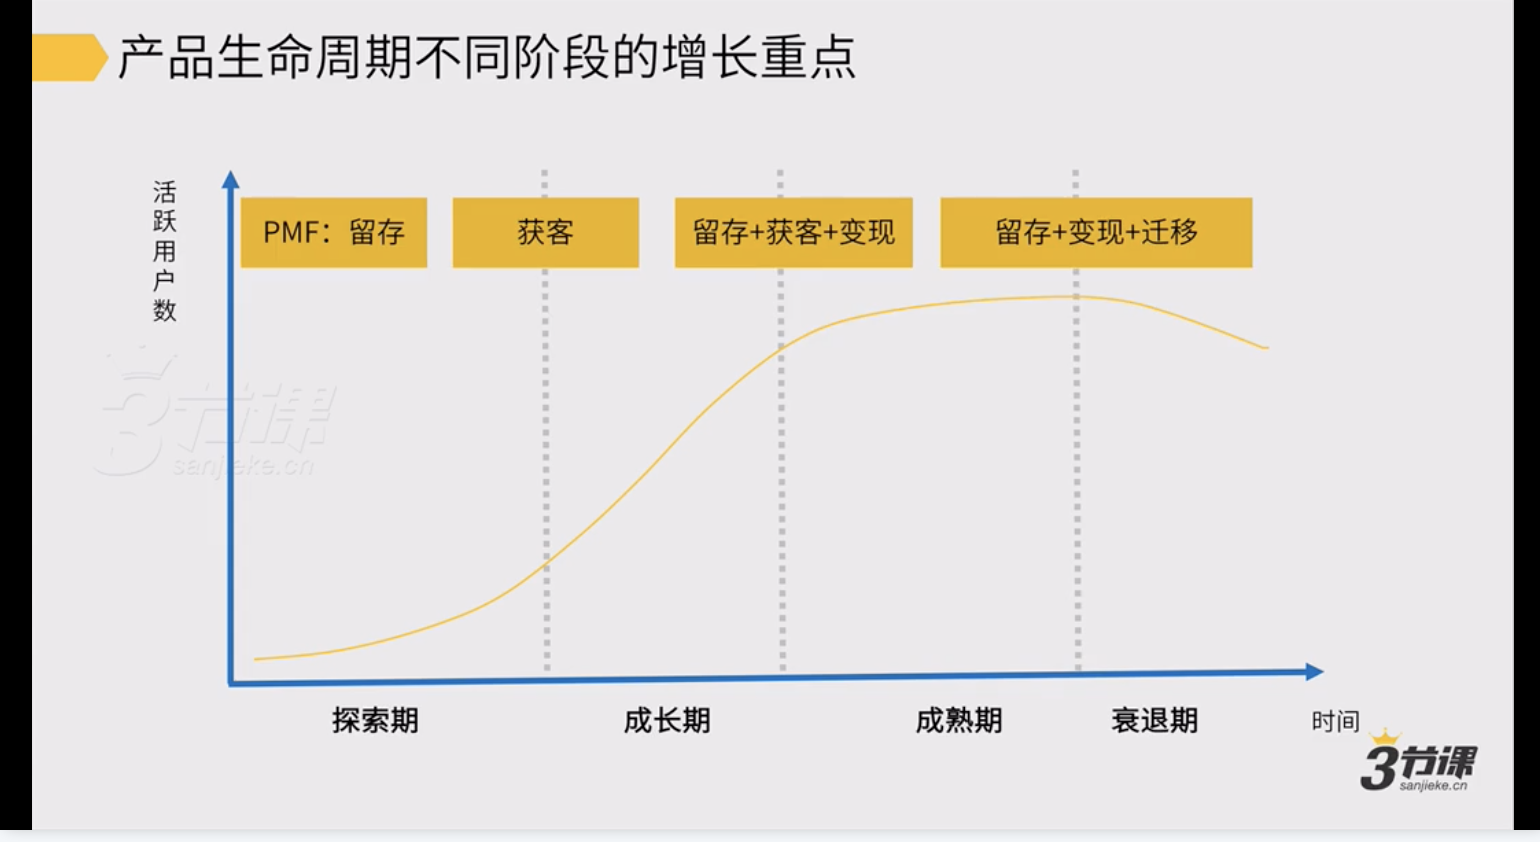 产品生命周期不同阶段的增长重点
活跃用户数
PMF：留存
获客
留存+获客+变现
留存+变现+迁移
3节课
sanjieke.cn
探索期
成长期
成熟期
衰退期
时间
3节课
sanjieke.cn